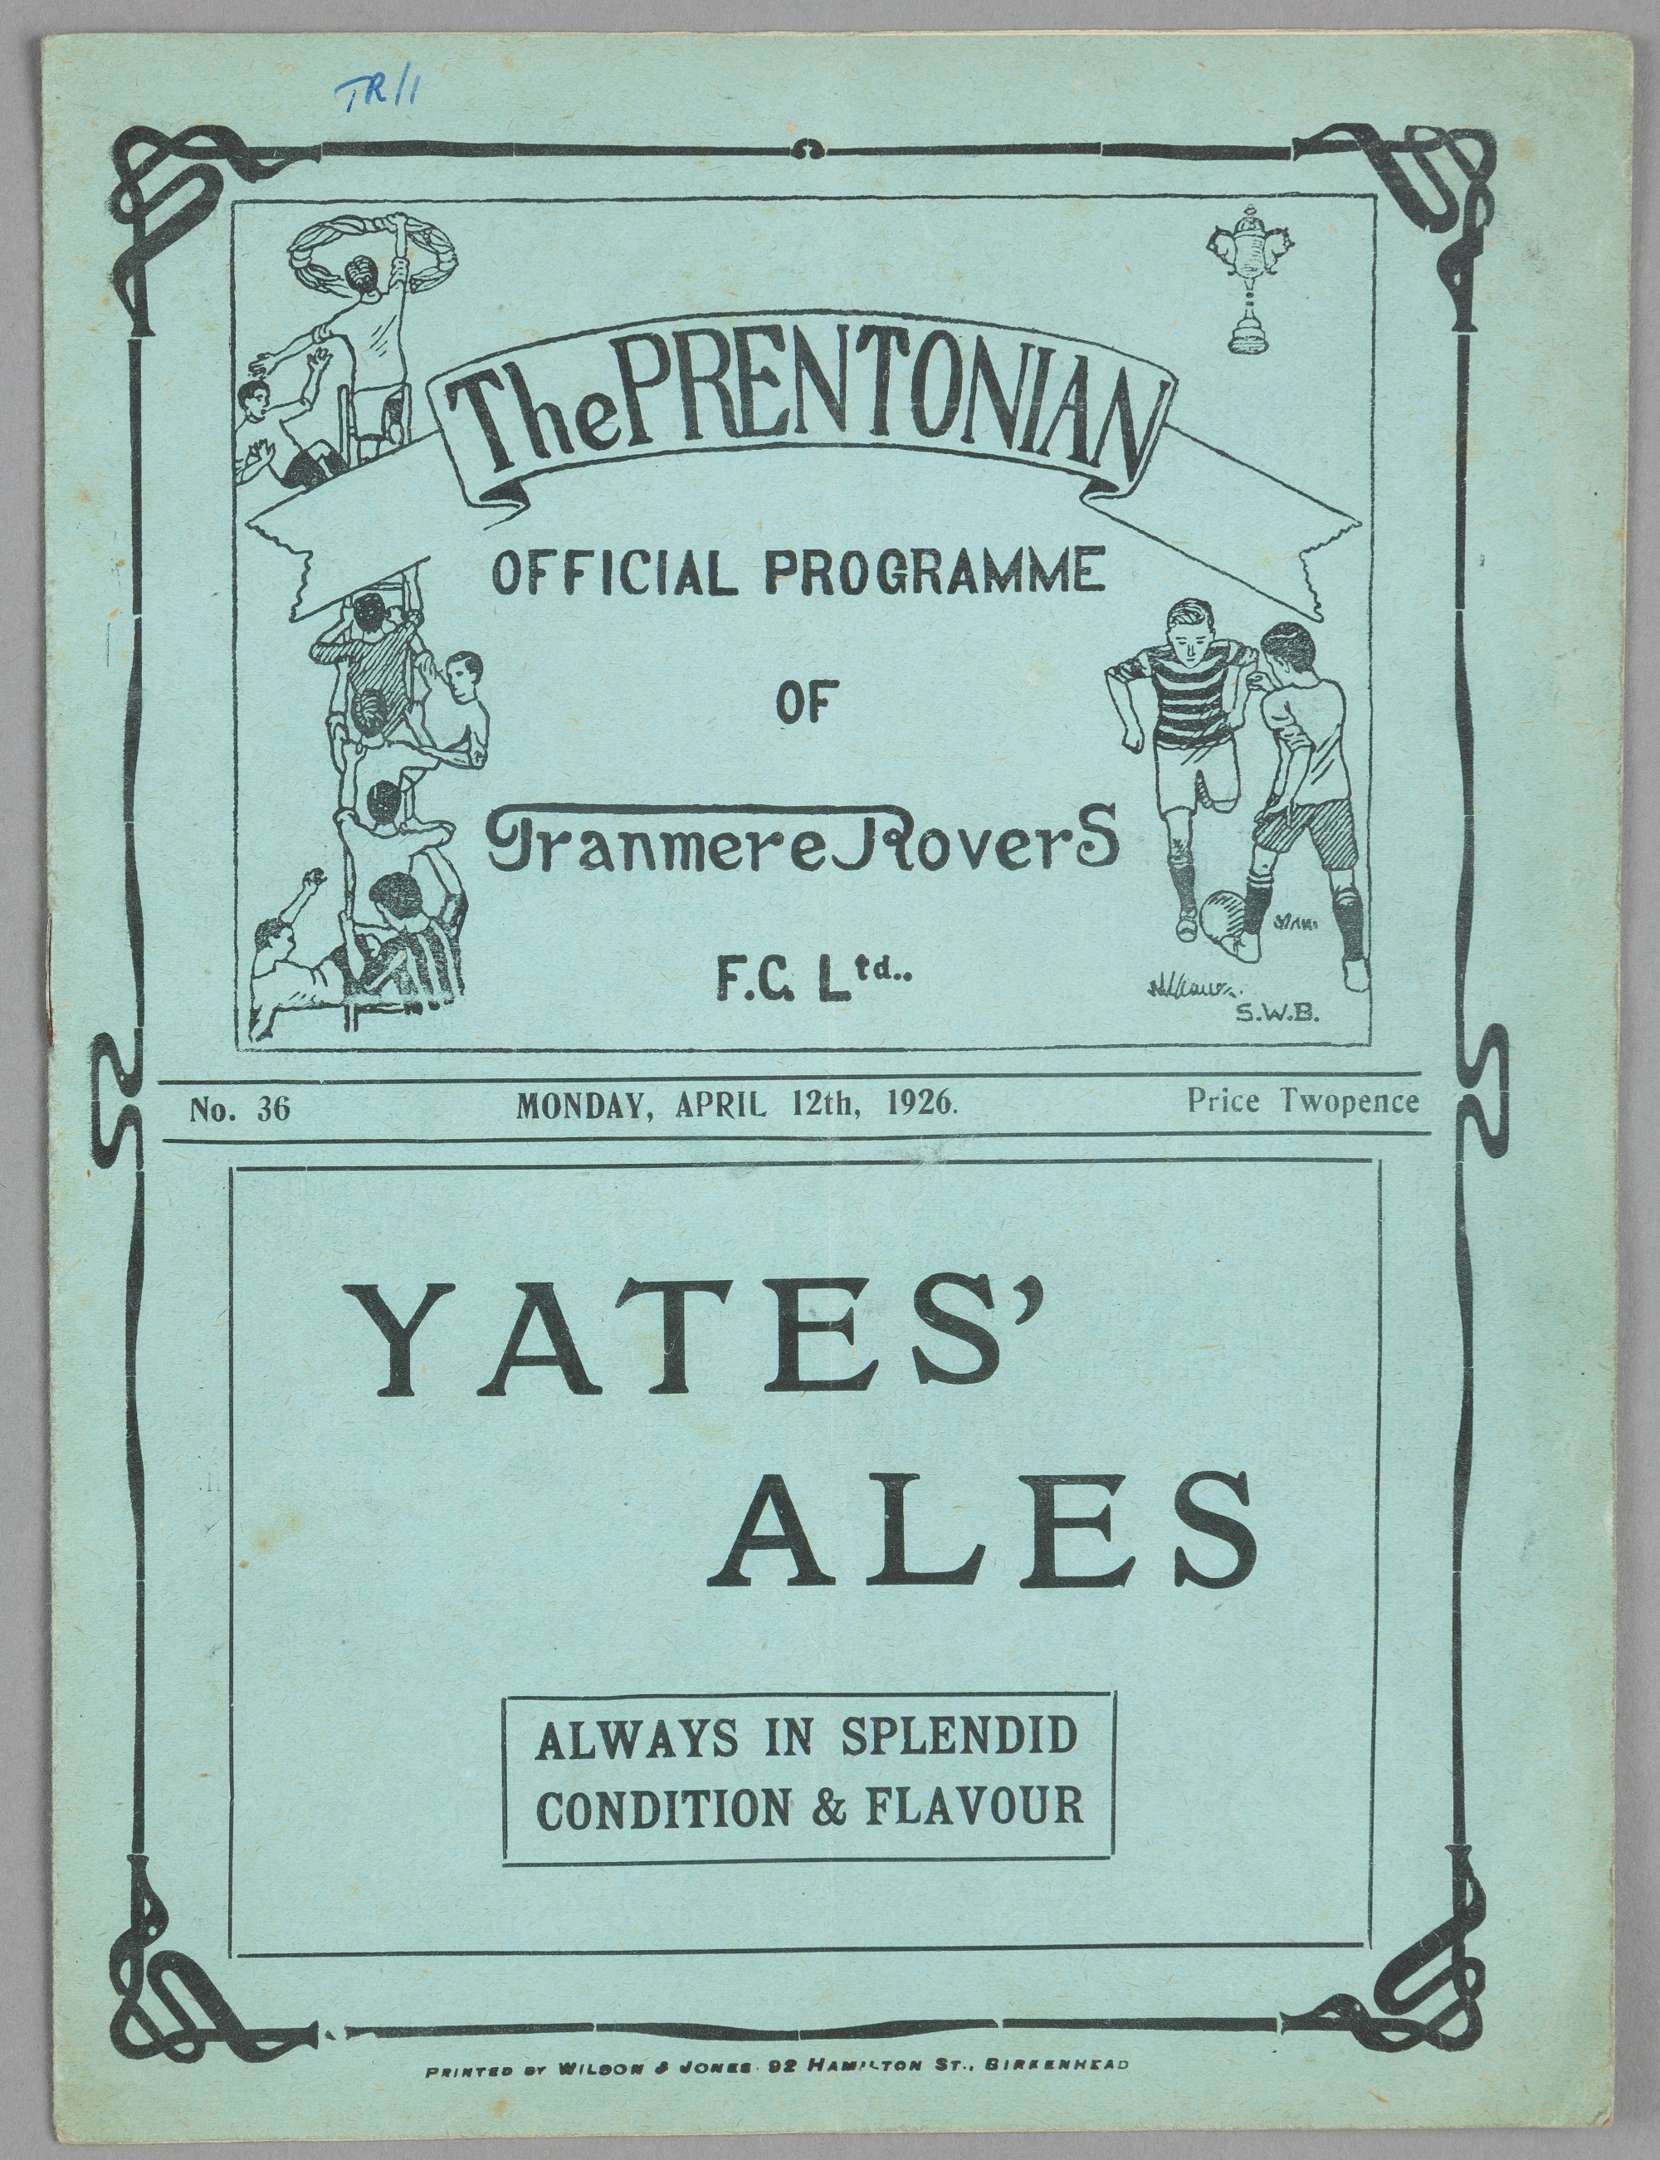 TR/1
The PRENTONIAN
OFFICIAL PROGRAMME
OF
Tranmere Rovers
F.C. Ltd..
S.W.B.
No. 36 MONDAY, APRIL 12th, 1926. Price Twopence
YATES'
ALES
ALWAYS IN SPLENDID
CONDITION & FLAVOUR
PRINTED BY WILSON & JONES. 92 HAMILTON ST., BIRKENHEAD